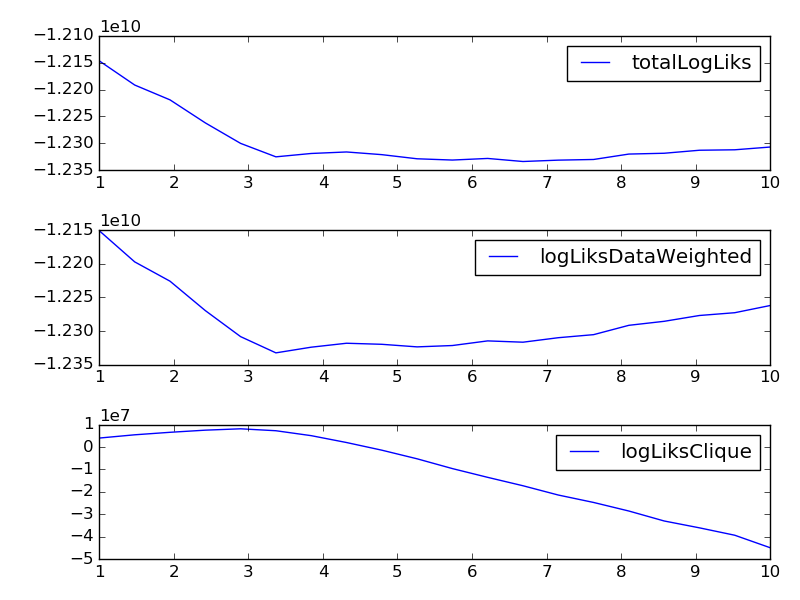 1e10
−1.210
−1.215
−1.220
−1.225
−1.230
−1.235
totalLogLiks
1 2 3 4 5 6 7 8 9 10
1e10
−1.215
−1.220
−1.225
−1.230
−1.235
logLiksDataWeighted
1 2 3 4 5 6 7 8 9 10
1e7
1
0
−1
−2
−3
−4
−5
logLiksClique
1 2 3 4 5 6 7 8 9 10